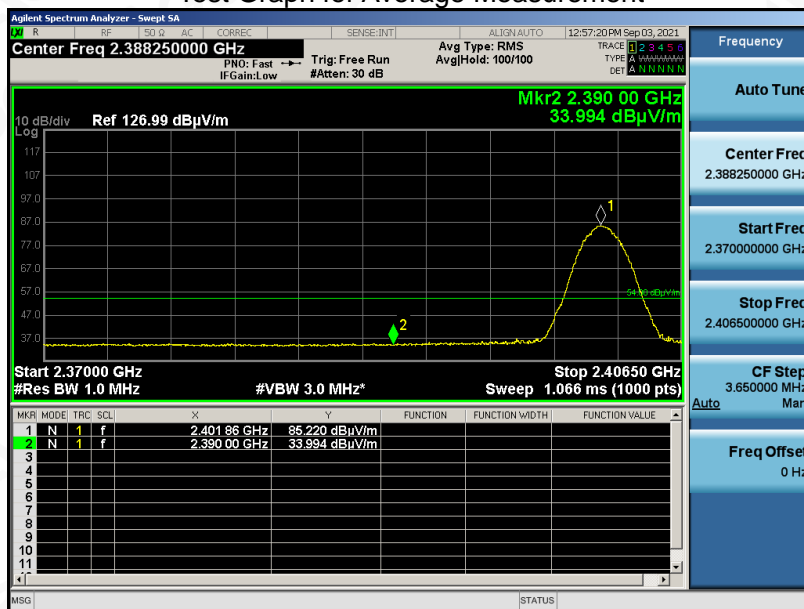 Test Graph for Average Measurement
Agilent Spectrum Analyzer - Swept SA
LXI R RF 50 Ω AC CORREC SENSE:INT ALIGN AUTO 12:57:20 PM Sep 03, 2021
Center Freq 2.388250000 GHz
PNO: Fast
IFGain:Low
Trig: Free Run
#Atten: 30 dB
Avg Type: RMS
Avg|Hold: 100/100
TRACE 1 2 3 4 5 6
TYPE A WWWWW
DET A N N N N N
Mkr2 2.390 00 GHz
33.994 dBµV/m
10 dB/div Ref 126.99 dBµV/m
Log
117
107
97.0
87.0
77.0
67.0
57.0
47.0
37.0
1
54.00 dBµV/m
2
Start 2.37000 GHz Stop 2.40650 GHz
#Res BW 1.0 MHz #VBW 3.0 MHz* Sweep 1.066 ms (1000 pts)
MKR MODE TRC SCL X Y FUNCTION FUNCTION WIDTH FUNCTION VALUE
1 N 1 f 2.401 86 GHz 85.220 dBµV/m
2 N 1 f 2.390 00 GHz 33.994 dBµV/m
3
4
5
6
7
8
9
10
11
MSG STATUS
Frequency
Auto Tune
Center Freq
2.388250000 GHz
Start Freq
2.370000000 GHz
Stop Freq
2.406500000 GHz
CF Step
3.650000 MHz
Auto Man
Freq Offset
0 Hz